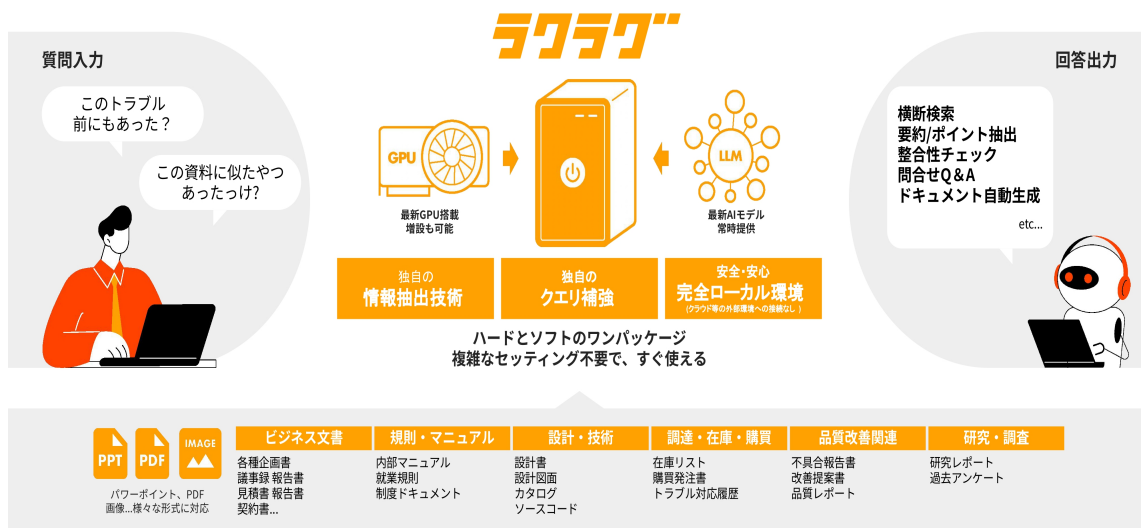 ラクラグ
質問入力
このトラブル
前にもあった？
この資料に似たやつ
あったっけ?
GPU
最新GPU搭載
増設も可能
LLM
最新AIモデル
常時提供
独自の
情報抽出技術
独自の
クエリ補強
安全・安心
完全ローカル環境
(クラウド等の外部環境への接続なし)
ハードとソフトのワンパッケージ
複雑なセッティング不要で、すぐ使える
回答出力
横断検索
要約/ポイント抽出
整合性チェック
問合せQ＆A
ドキュメント自動生成
etc...
PPT
PDF
IMAGE
パワーポイント、PDF
画像...様々な形式に対応
ビジネス文書
各種企画書
議事録 報告書
見積書 報告書
契約書...
規則・マニュアル
内部マニュアル
就業規則
制度ドキュメント
設計・技術
設計書
設計図面
カタログ
ソースコード
調達・在庫・購買
在庫リスト
購買発注書
トラブル対応履歴
品質改善関連
不具合報告書
改善提案書
品質レポート
研究・調査
研究レポート
過去アンケート